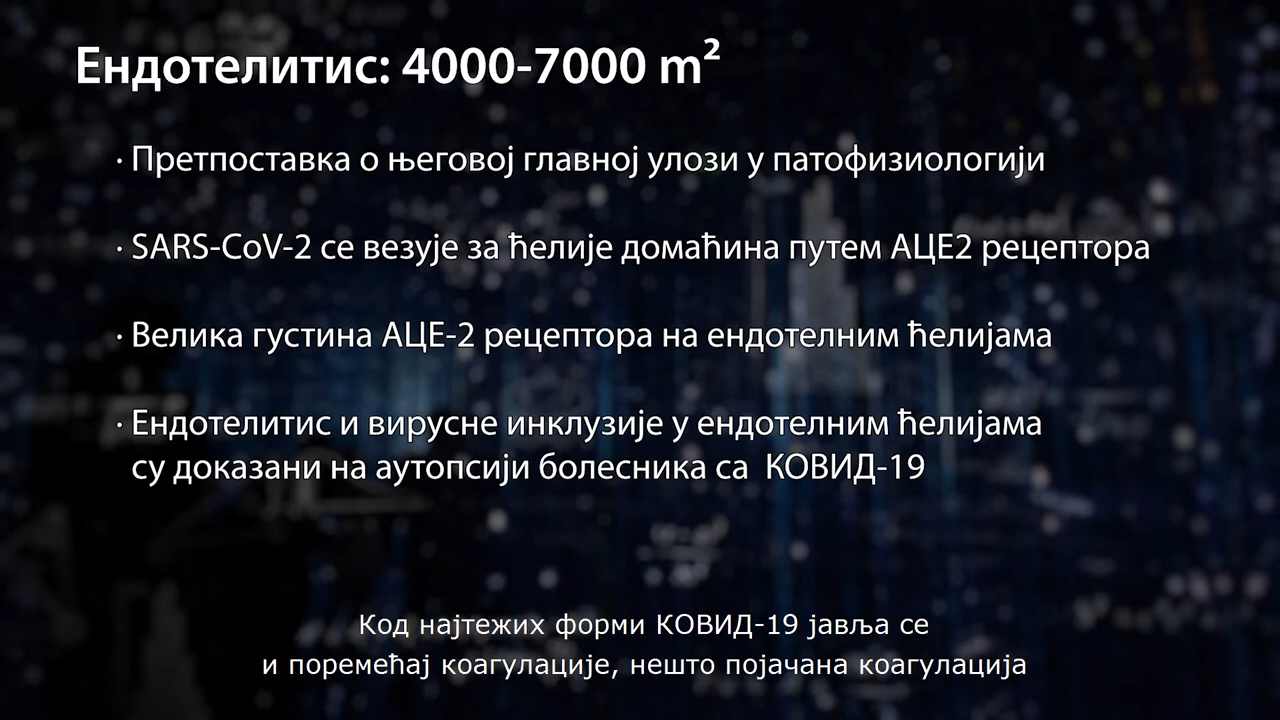 Ендотелитис: 4000-7000 m²
· Претпоставка о његовој главној улози у патофизиологији
· SARS-CoV-2 се везује за ћелије домаћина путем АЦЕ2 рецептора
· Велика густина АЦЕ-2 рецептора на ендотелним ћелијама
· Ендотелитис и вирусне инклузије у ендотелним ћелијама
су доказани на аутопсији болесника са  КОВИД-19
Код најтежих форми КОВИД-19 јавља се
и поремећај коагулације, нешто појачана коагулација